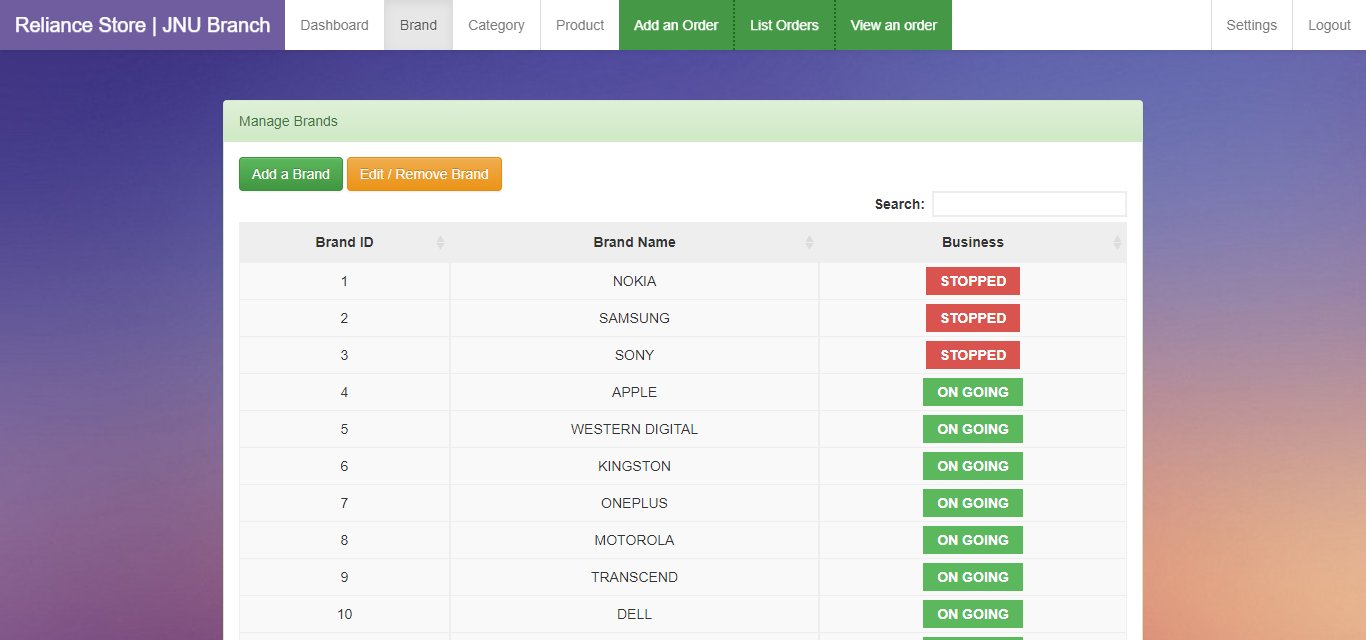 Reliance Store | JNU Branch Dashboard Brand Category Product Add an Order List Orders View an order Settings Logout
Manage Brands
Add a Brand Edit / Remove Brand
Search:
Brand ID Brand Name Business
1 NOKIA STOPPED
2 SAMSUNG STOPPED
3 SONY STOPPED
4 APPLE ON GOING
5 WESTERN DIGITAL ON GOING
6 KINGSTON ON GOING
7 ONEPLUS ON GOING
8 MOTOROLA ON GOING
9 TRANSCEND ON GOING
10 DELL ON GOING